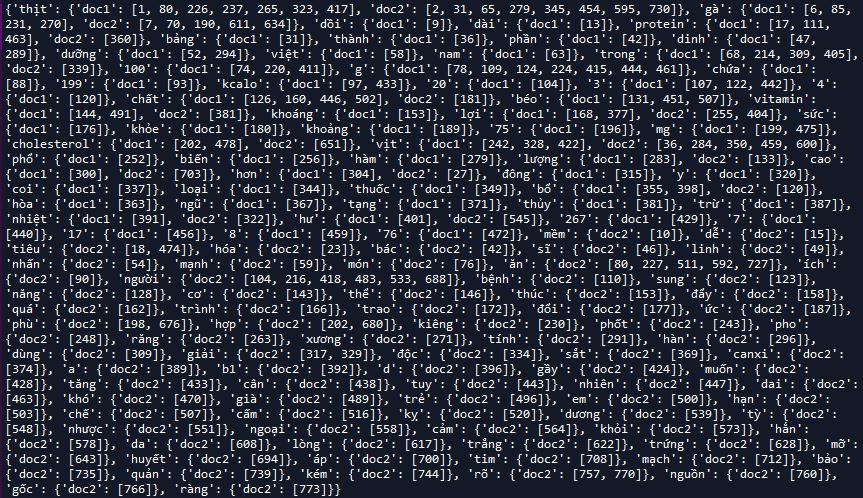 {'thịt': {'doc1': [1, 80, 226, 237, 265, 323, 417], 'doc2': [2, 31, 65, 279, 345, 454, 595, 730]}, 'gà': {'doc1': [6, 85,
231, 270], 'doc2': [7, 70, 190, 611, 634]}, 'dồi': {'doc1': [9]}, 'dài': {'doc1': [13]}, 'protein': {'doc1': [17, 111,
463], 'doc2': [360]}, 'bảng': {'doc1': [31]}, 'thành': {'doc1': [36]}, 'phần': {'doc1': [42]}, 'dinh': {'doc1': [47,
289]}, 'dưỡng': {'doc1': [52, 294]}, 'việt': {'doc1': [58]}, 'nam': {'doc1': [63]}, 'trong': {'doc1': [68, 214, 309, 405],
'doc2': [339]}, '100': {'doc1': [74, 220, 411]}, 'g': {'doc1': [78, 109, 124, 224, 415, 444, 461]}, 'chứa': {'doc1':
[88]}, '199': {'doc1': [93]}, 'kcalo': {'doc1': [97, 433]}, '20': {'doc1': [104]}, '3': {'doc1': [107, 122, 442]}, '4':
{'doc1': [120]}, 'chất': {'doc1': [126, 160, 446, 502], 'doc2': [181]}, 'béo': {'doc1': [131, 451, 507]}, 'vitamin':
{'doc1': [144, 491], 'doc2': [381]}, 'khoáng': {'doc1': [153]}, 'lợi': {'doc1': [168, 377], 'doc2': [255, 404]}, 'sức':
{'doc1': [176]}, 'khỏe': {'doc1': [180]}, 'khoảng': {'doc1': [189]}, '75': {'doc1': [196]}, 'mg': {'doc1': [199, 475]},
'cholesterol': {'doc1': [202, 478], 'doc2': [651]}, 'vịt': {'doc1': [242, 328, 422], 'doc2': [36, 284, 350, 459, 600]},
'phổ': {'doc1': [252]}, 'biến': {'doc1': [256]}, 'hàm': {'doc1': [279]}, 'lượng': {'doc1': [283], 'doc2': [133]}, 'cao':
{'doc1': [300], 'doc2': [703]}, 'hơn': {'doc1': [304], 'doc2': [27]}, 'đông': {'doc1': [315]}, 'y': {'doc1': [320]},
'coi': {'doc1': [337]}, 'loại': {'doc1': [344]}, 'thuốc': {'doc1': [349]}, 'bổ': {'doc1': [355, 398], 'doc2': [120]},
'hòa': {'doc1': [363]}, 'ngũ': {'doc1': [367]}, 'tạng': {'doc1': [371]}, 'thủy': {'doc1': [381]}, 'trừ': {'doc1': [387]},
'nhiệt': {'doc1': [391], 'doc2': [322]}, 'hư': {'doc1': [401], 'doc2': [545]}, '267': {'doc1': [429]}, '7': {'doc1':
[440]}, '17': {'doc1': [456]}, '8': {'doc1': [459]}, '76': {'doc1': [472]}, 'mềm': {'doc2': [10]}, 'dễ': {'doc2': [15]},
'tiêu': {'doc2': [18, 474]}, 'hóa': {'doc2': [23]}, 'bác': {'doc2': [42]}, 'sĩ': {'doc2': [46]}, 'linh': {'doc2': [49]},
'nhấn': {'doc2': [54]}, 'mạnh': {'doc2': [59]}, 'món': {'doc2': [76]}, 'ăn': {'doc2': [80, 227, 511, 592, 727]}, 'ích':
{'doc2': [90]}, 'người': {'doc2': [104, 216, 418, 483, 533, 688]}, 'bệnh': {'doc2': [110]}, 'sung': {'doc2': [123]},
'năng': {'doc2': [128]}, 'cơ': {'doc2': [143]}, 'thể': {'doc2': [146]}, 'thúc': {'doc2': [153]}, 'đẩy': {'doc2': [158]},
'quá': {'doc2': [162]}, 'trình': {'doc2': [166]}, 'trao': {'doc2': [172]}, 'đổi': {'doc2': [177]}, 'ức': {'doc2': [187]},
'phù': {'doc2': [198, 676]}, 'hợp': {'doc2': [202, 680]}, 'kiêng': {'doc2': [230]}, 'phốt': {'doc2': [243]}, 'pho':
{'doc2': [248]}, 'răng': {'doc2': [263]}, 'xương': {'doc2': [271]}, 'tính': {'doc2': [291]}, 'hàn': {'doc2': [296]},
'dùng': {'doc2': [309]}, 'giải': {'doc2': [317, 329]}, 'độc': {'doc2': [334]}, 'sắt': {'doc2': [369]}, 'canxi': {'doc2':
[374]}, 'a': {'doc2': [389]}, 'b1': {'doc2': [392]}, 'd': {'doc2': [396]}, 'gầy': {'doc2': [424]}, 'muốn': {'doc2':
[428]}, 'tăng': {'doc2': [433]}, 'cân': {'doc2': [438]}, 'tuy': {'doc2': [443]}, 'nhiên': {'doc2': [447]}, 'dai': {'doc2':
[463]}, 'khó': {'doc2': [470]}, 'già': {'doc2': [489]}, 'trẻ': {'doc2': [496]}, 'em': {'doc2': [500]}, 'hạn': {'doc2':
[503]}, 'chế': {'doc2': [507]}, 'cấm': {'doc2': [516]}, 'kỵ': {'doc2': [520]}, 'dương': {'doc2': [539]}, 'tỳ': {'doc2':
[548]}, 'nhược': {'doc2': [551]}, 'ngoại': {'doc2': [558]}, 'cảm': {'doc2': [564]}, 'khỏi': {'doc2': [573]}, 'hẳn':
{'doc2': [578]}, 'da': {'doc2': [608]}, 'lòng': {'doc2': [617]}, 'trắng': {'doc2': [622]}, 'trứng': {'doc2': [628]}, 'mỡ':
{'doc2': [643]}, 'huyết': {'doc2': [694]}, 'áp': {'doc2': [700]}, 'tim': {'doc2': [708]}, 'mạch': {'doc2': [712]}, 'bảo':
{'doc2': [735]}, 'quản': {'doc2': [739]}, 'kém': {'doc2': [744]}, 'rõ': {'doc2': [757, 770]}, 'nguồn': {'doc2': [760]},
'gốc': {'doc2': [766]}, 'ràng': {'doc2': [773]}}